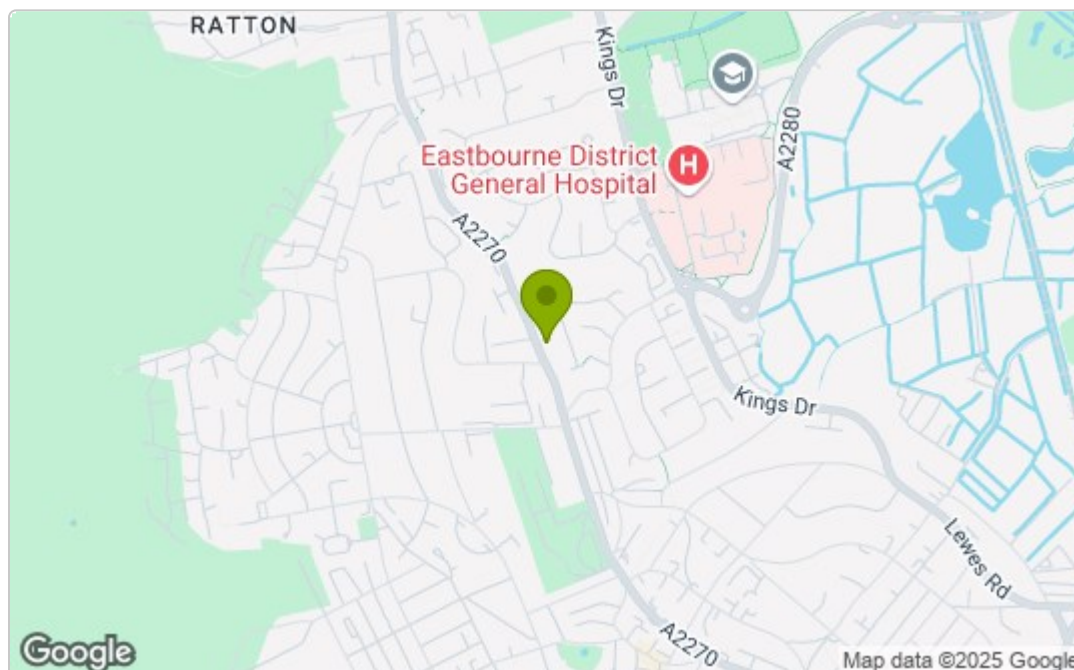 RATTON
Kings Dr
A2280
Eastbourne District
General Hospital
H
A2270
Kings Dr
Lewes Rd
A2270
Google
Map data ©2025 Google